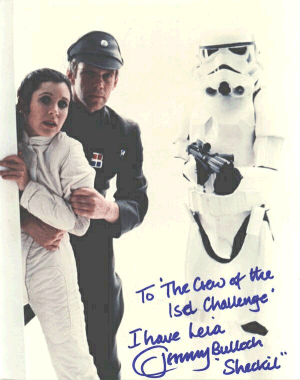 To 'The Crew of the
Isd Challenge'
I have Leia
Jeremy Bulloch
"Sheckil"